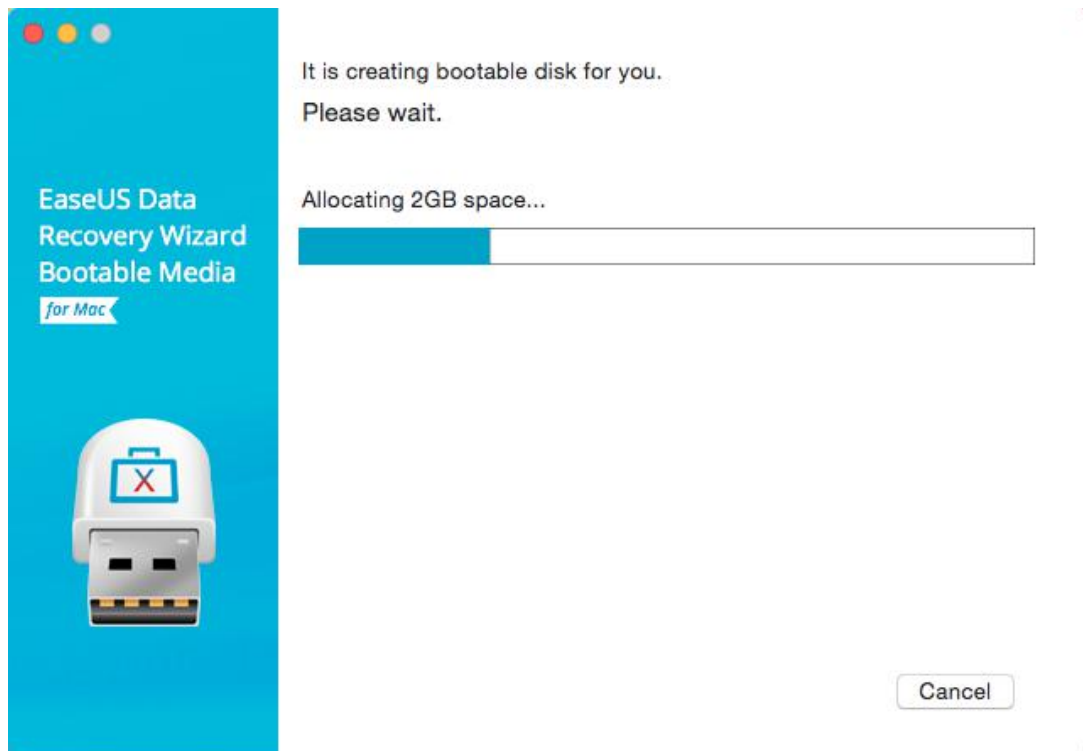 It is creating bootable disk for you.
Please wait.
EaseUS Data
Recovery Wizard
Bootable Media
for Mac
Allocating 2GB space...
X
Cancel